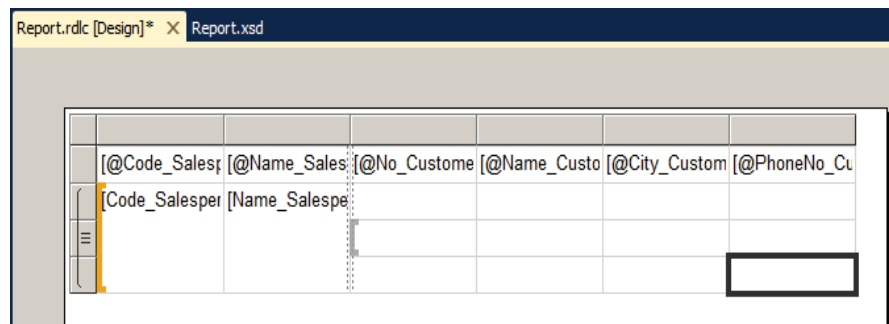 Report.rdlc [Design]* X Report.xsd
[@Code_Salesp [@Name_Sales [@No_Custome [@Name_Custo [@City_Custom [@PhoneNo_Cu
[Code_Salesper [Name_Salespe